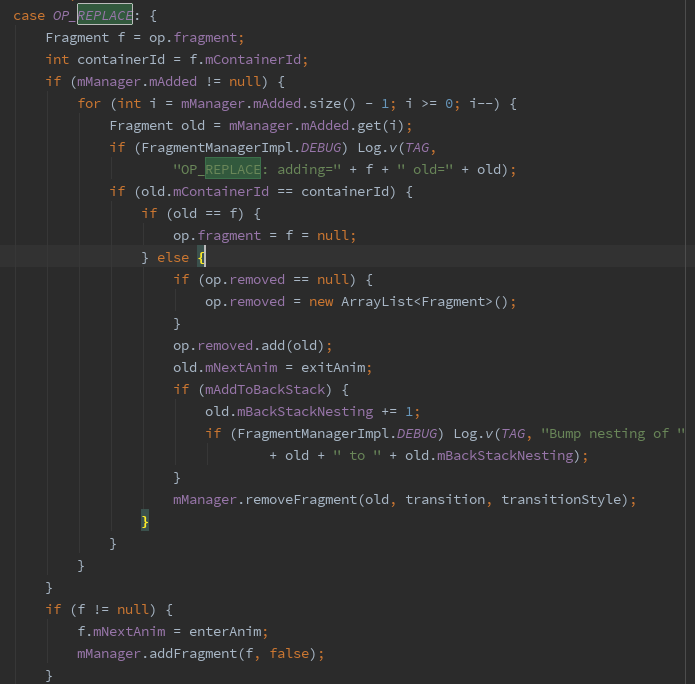 case OP_REPLACE: {
    Fragment f = op.fragment;
    int containerId = f.mContainerId;
    if (mManager.mAdded != null) {
        for (int i = mManager.mAdded.size() - 1; i >= 0; i--) {
            Fragment old = mManager.mAdded.get(i);
            if (FragmentManagerImpl.DEBUG) Log.v(TAG,
                    "OP_REPLACE: adding=" + f + " old=" + old);
            if (old.mContainerId == containerId) {
                if (old == f) {
                    op.fragment = f = null;
                } else {
                    if (op.removed == null) {
                        op.removed = new ArrayList<Fragment>();
                    }
                    op.removed.add(old);
                    old.mNextAnim = exitAnim;
                    if (mAddToBackStack) {
                        old.mBackStackNesting += 1;
                        if (FragmentManagerImpl.DEBUG) Log.v(TAG, "Bump nesting of "
                                + old + " to " + old.mBackStackNesting);
                    }
                    mManager.removeFragment(old, transition, transitionStyle);
                }
            }
        }
    }
    if (f != null) {
        f.mNextAnim = enterAnim;
        mManager.addFragment(f, false);
    }